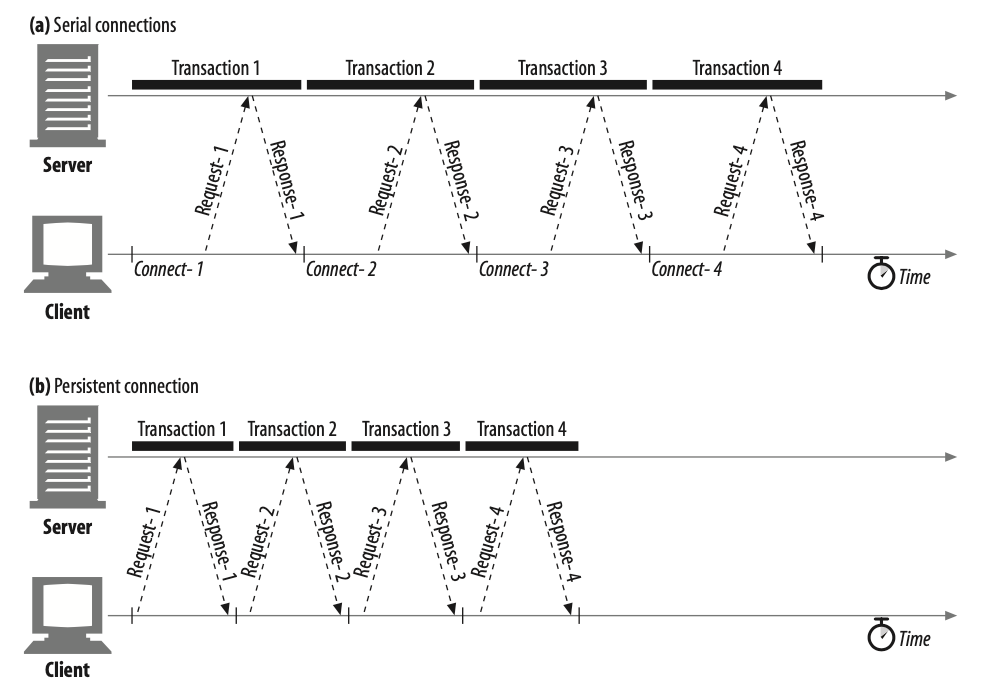 (a) Serial connections
Transaction 1 Transaction 2 Transaction 3 Transaction 4
Server
Request-1 Response-1 Request-2 Response-2 Request-3 Response-3 Request-4 Response-4
Connect-1 Connect-2 Connect-3 Connect-4
Time
Client
(b) Persistent connection
Transaction 1 Transaction 2 Transaction 3 Transaction 4
Server
Request-1 Response-1 Request-2 Response-2 Request-3 Response-3 Request-4 Response-4
Time
Client